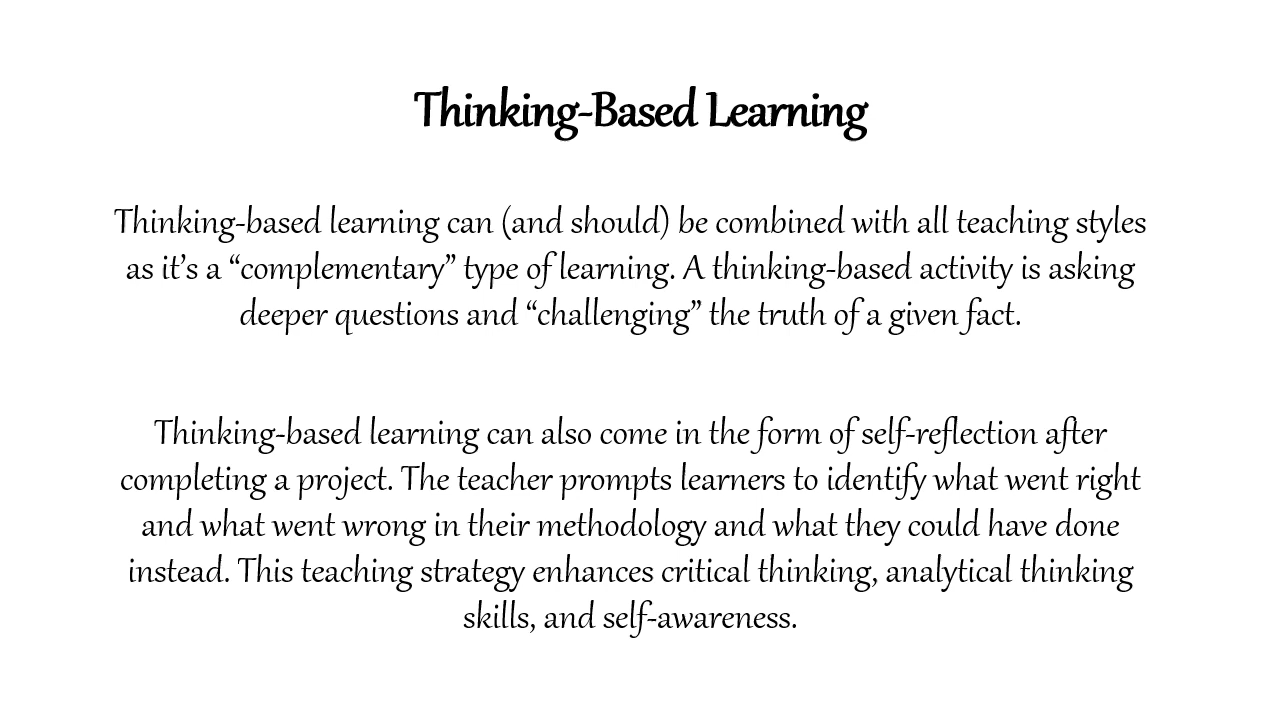 Thinking-Based Learning
Thinking-based learning can (and should) be combined with all teaching styles
as it’s a “complementary” type of learning. A thinking-based activity is asking
deeper questions and “challenging” the truth of a given fact.
Thinking-based learning can also come in the form of self-reflection after
completing a project. The teacher prompts learners to identify what went right
and what went wrong in their methodology and what they could have done
instead. This teaching strategy enhances critical thinking, analytical thinking
skills, and self-awareness.